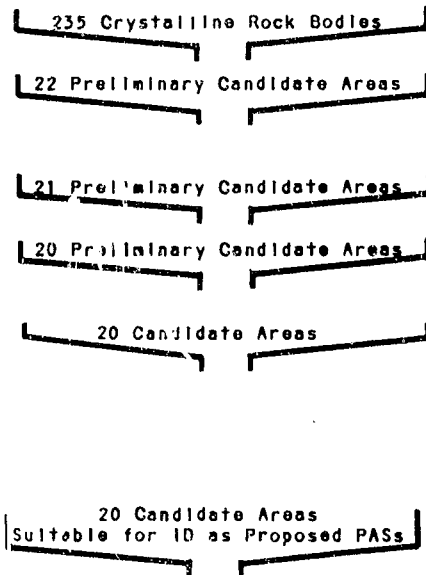 235 Crystalline Rock Bodies
22 Preliminary Candidate Areas
21 Preliminary Candidate Areas
20 Preliminary Candidate Areas
20 Candidate Areas
20 Candidate Areas
Suitable for ID as Proposed PASs